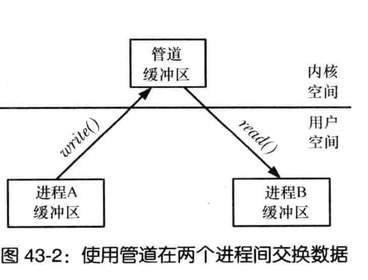 管道
缓冲区
内核
空间
用户
空间
write()
read()
进程A
缓冲区
进程B
缓冲区
图 43-2：使用管道在两个进程间交换数据